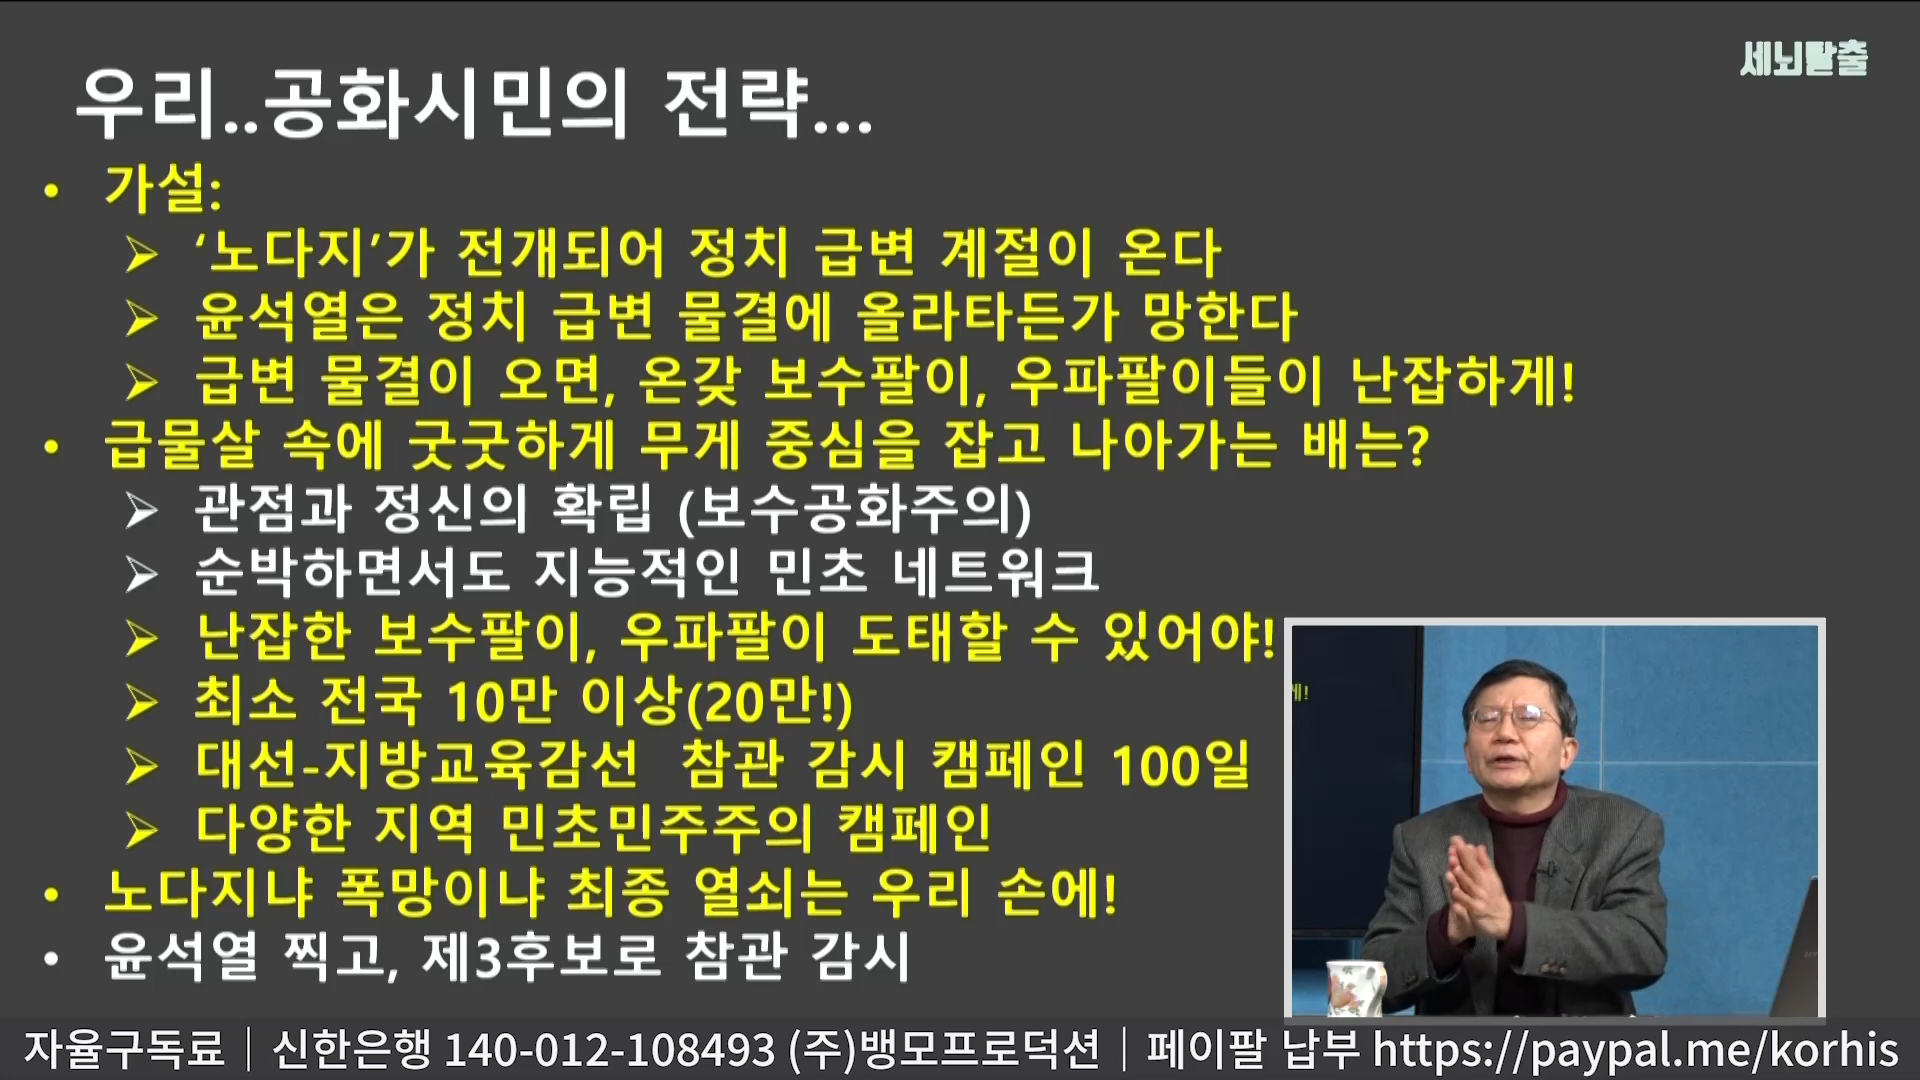 세뇌탈출
우리..공화시민의 전략...
• 가설:
➢ ‘노다지’가 전개되어 정치 급변 계절이 온다
➢ 윤석열은 정치 급변 물결에 올라타든가 망한다
➢ 급변 물결이 오면, 온갖 보수팔이, 우파팔이들이 난잡하게!
• 급물살 속에 굿굿하게 무게 중심을 잡고 나아가는 배는?
➢ 관점과 정신의 확립 (보수공화주의)
➢ 순박하면서도 지능적인 민초 네트워크
➢ 난잡한 보수팔이, 우파팔이 도태할 수 있어야!
➢ 최소 전국 10만 이상(20만!)
➢ 대선-지방교육감선 참관 감시 캠페인 100일
➢ 다양한 지역 민초민주주의 캠페인
• 노다지냐 폭망이냐 최종 열쇠는 우리 손에!
• 윤석열 찍고, 제3후보로 참관 감시
게!
자율구독료│신한은행 140-012-108493 (주)뱅모프로덕션│페이팔 납부 https://paypal.me/korhis